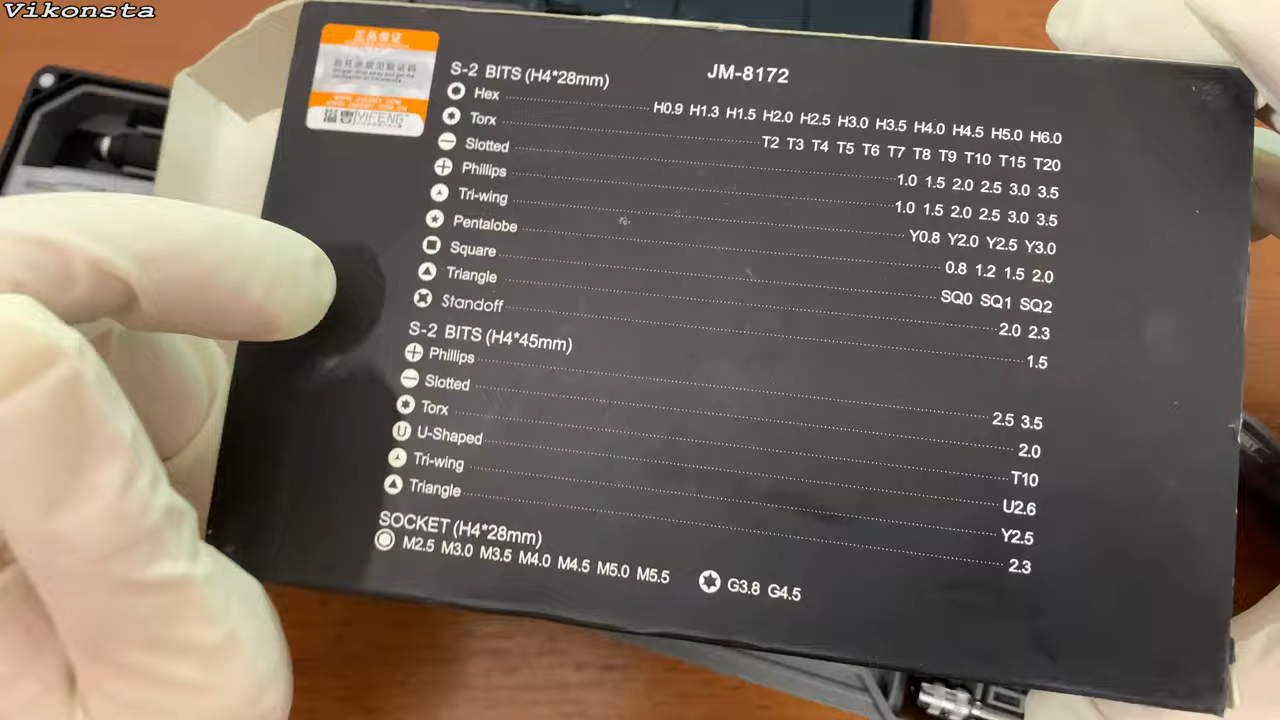 Vikonsta
正品保证
YIFENG
JM-8172
S-2 BITS (H4*28mm)
Hex H0.9 H1.3 H1.5 H2.0 H2.5 H3.0 H3.5 H4.0 H4.5 H5.0 H6.0
Torx T2 T3 T4 T5 T6 T7 T8 T9 T10 T15 T20
Slotted 1.0 1.5 2.0 2.5 3.0 3.5
Phillips 1.0 1.5 2.0 2.5 3.0 3.5
Tri-wing Y0.8 Y2.0 Y2.5 Y3.0
Pentalobe 0.8 1.2 1.5 2.0
Square SQ0 SQ1 SQ2
Triangle 2.0 2.3
Standoff 1.5
S-2 BITS (H4*45mm)
Phillips 2.5 3.5
Slotted 2.0
Torx T10
U-Shaped U2.6
Tri-wing Y2.5
Triangle 2.3
SOCKET (H4*28mm)
M2.5 M3.0 M3.5 M4.0 M4.5 M5.0 M5.5 G3.8 G4.5